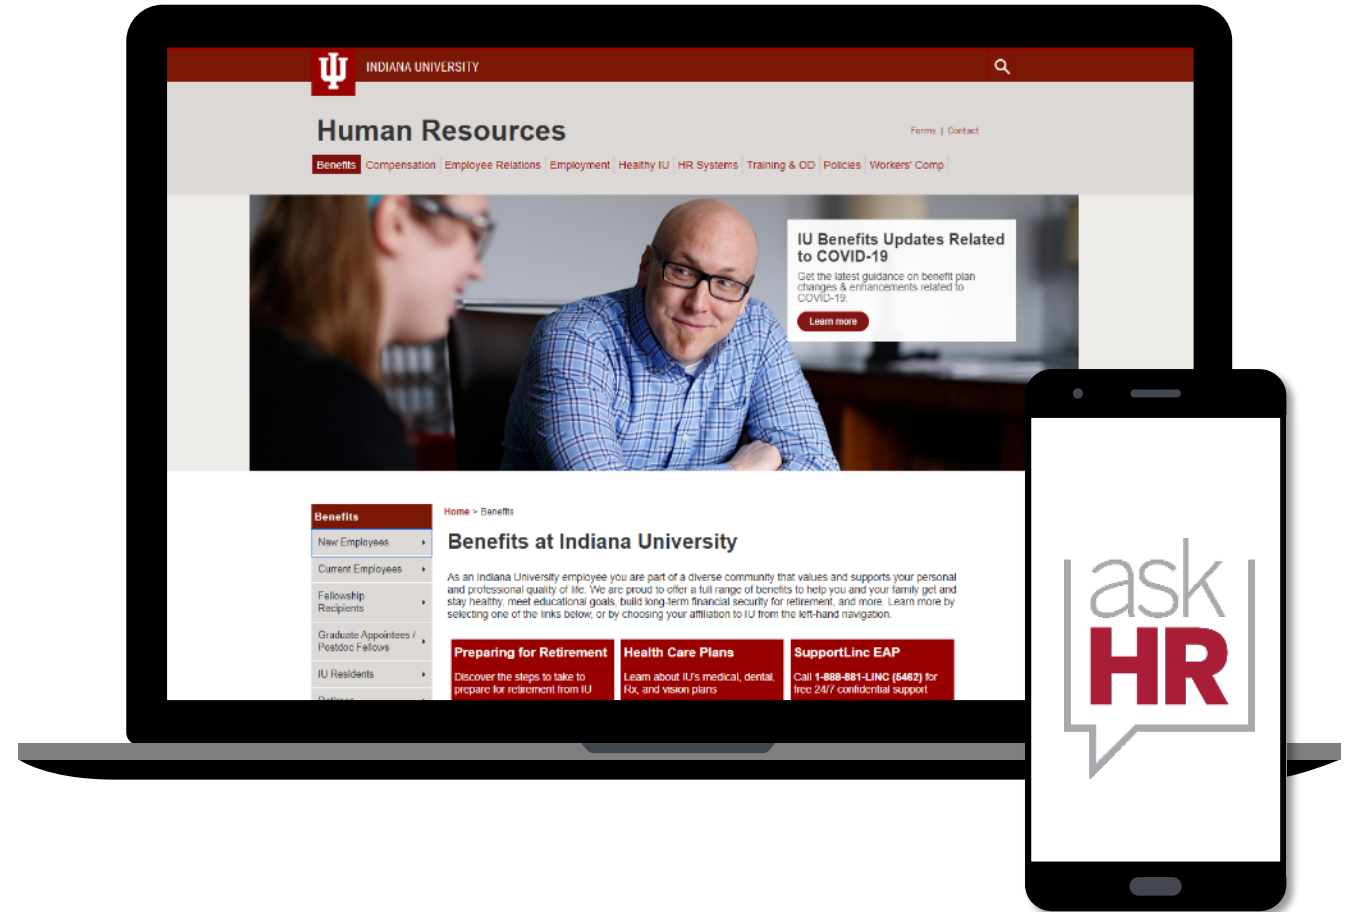 INDIANA UNIVERSITY
Human Resources
Forms | Contact
Benefits
Compensation
Employee Relations
Employment
Healthy IU
HR Systems
Training & OD
Policies
Workers' Comp
IU Benefits Updates Related
to COVID-19
Get the latest guidance on benefit plan
changes & enhancements related to
COVID-19.
Learn more
Benefits
New Employees
Current Employees
Fellowship
Recipients
Graduate Appointees /
Postdoc Fellows
IU Residents
Home > Benefits
Benefits at Indiana University
As an Indiana University employee you are part of a diverse community that values and supports your personal
and professional quality of life. We are proud to offer a full range of benefits to help you and your family get and
stay healthy, meet educational goals, build long-term financial security for retirement, and more. Learn more by
selecting one of the links below, or by choosing your affiliation to IU from the left-hand navigation.
Preparing for Retirement
Discover the steps to take to
prepare for retirement from IU
Health Care Plans
Learn about IU's medical, dental,
Rx, and vision plans
SupportLinc EAP
Call 1-888-881-LINC (5462) for
free 24/7 confidential support
ask
HR